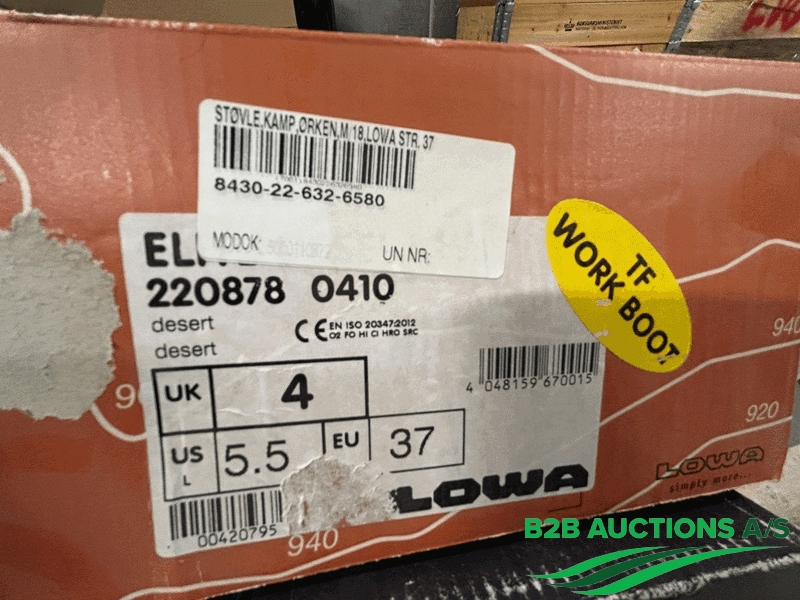 STØVLE,KAMP,ØRKEN,M/18,LOWA STR. 37
8430-22-632-6580
MODOK:
UN NR:
220878 0410
desert
desert
CE EN ISO 20347:2012
O2 FO HI CI HRO SRC
TF
WORK BOOT
4 048159 670015
UK 4
US 5.5 EU 37
L
00420795
LOWA
940
920
940
LOWA
simply more...
B2B AUCTIONS A/S